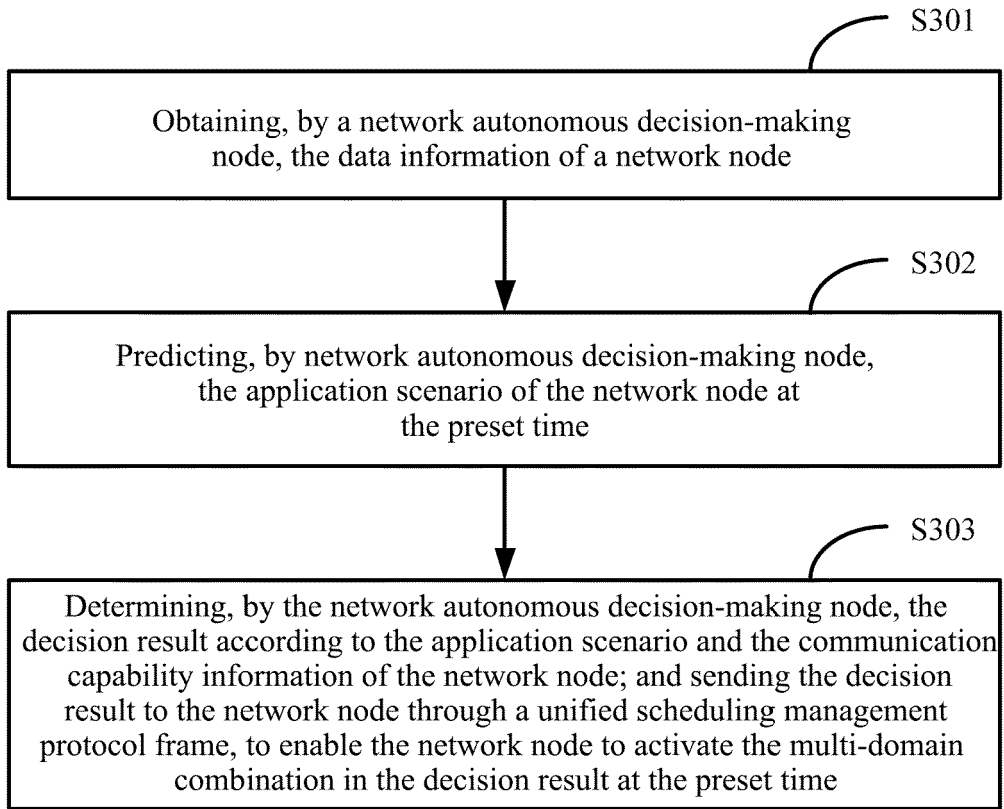 S301
Obtaining, by a network autonomous decision-making
node, the data information of a network node
S302
Predicting, by network autonomous decision-making node,
the application scenario of the network node at
the preset time
S303
Determining, by the network autonomous decision-making node, the
decision result according to the application scenario and the communication
capability information of the network node; and sending the decision
result to the network node through a unified scheduling management
protocol frame, to enable the network node to activate the multi-domain
combination in the decision result at the preset time